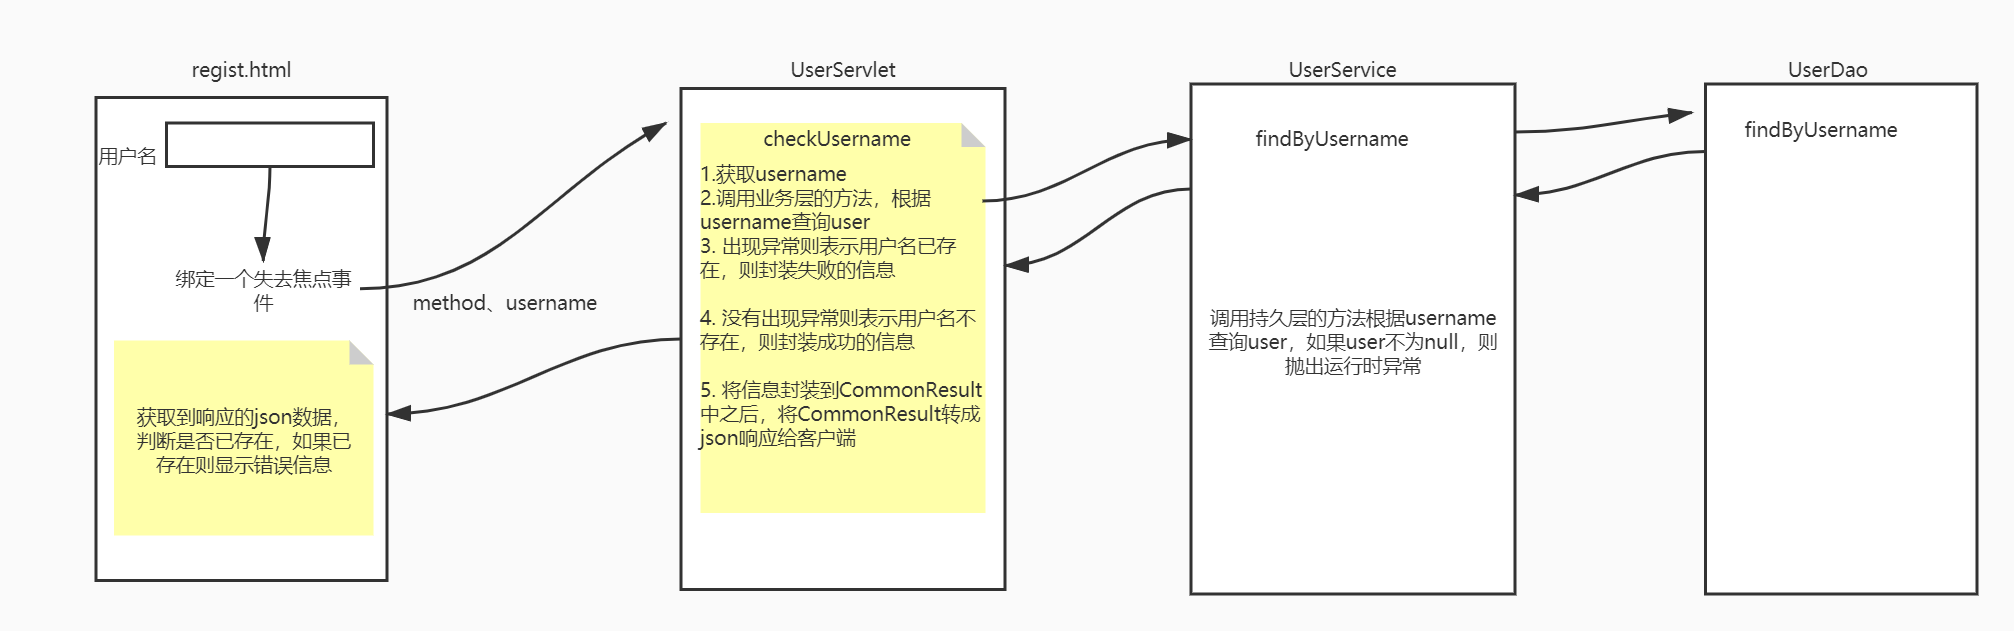 regist.html
用户名
绑定一个失去焦点事
件
获取到响应的json数据，
判断是否已存在，如果已
存在则显示错误信息
method、username
UserServlet
checkUsername
1.获取username
2.调用业务层的方法，根据
username查询user
3. 出现异常则表示用户名已存
在，则封装失败的信息
4. 没有出现异常则表示用户名不
存在，则封装成功的信息
5. 将信息封装到CommonResult
中之后，将CommonResult转成
json响应给客户端
UserService
findByUsername
调用持久层的方法根据username
查询user，如果user不为null，则
抛出运行时异常
UserDao
findByUsername